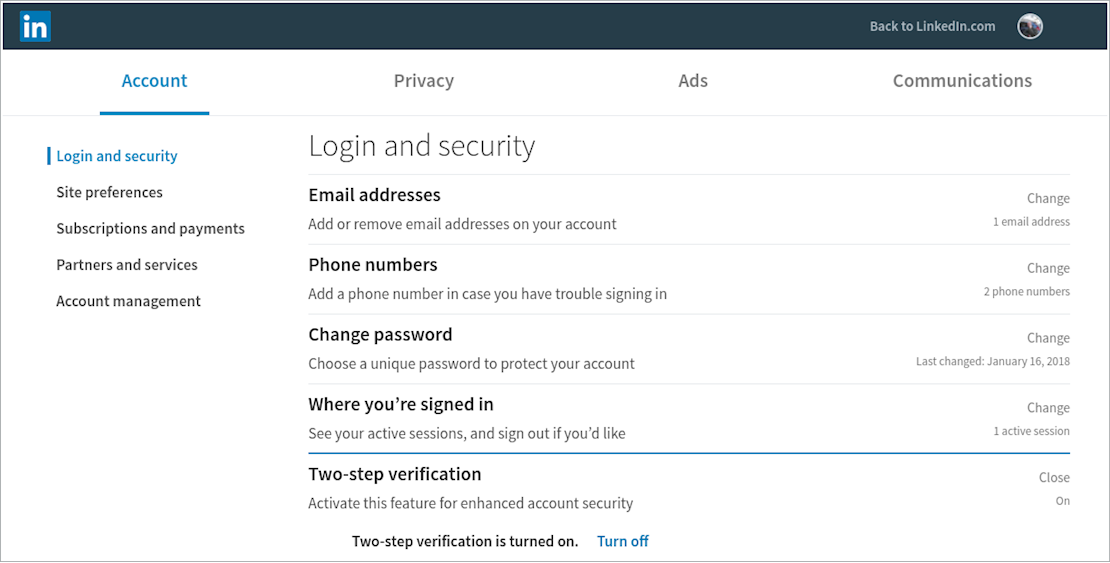 in
Back to LinkedIn.com
Account
Privacy
Ads
Communications
Login and security
Site preferences
Subscriptions and payments
Partners and services
Account management
Login and security
Email addresses
Change
Add or remove email addresses on your account
1 email address
Phone numbers
Change
Add a phone number in case you have trouble signing in
2 phone numbers
Change password
Change
Choose a unique password to protect your account
Last changed: January 16, 2018
Where you’re signed in
Change
See your active sessions, and sign out if you’d like
1 active session
Two-step verification
Close
Activate this feature for enhanced account security
On
Two-step verification is turned on. Turn off